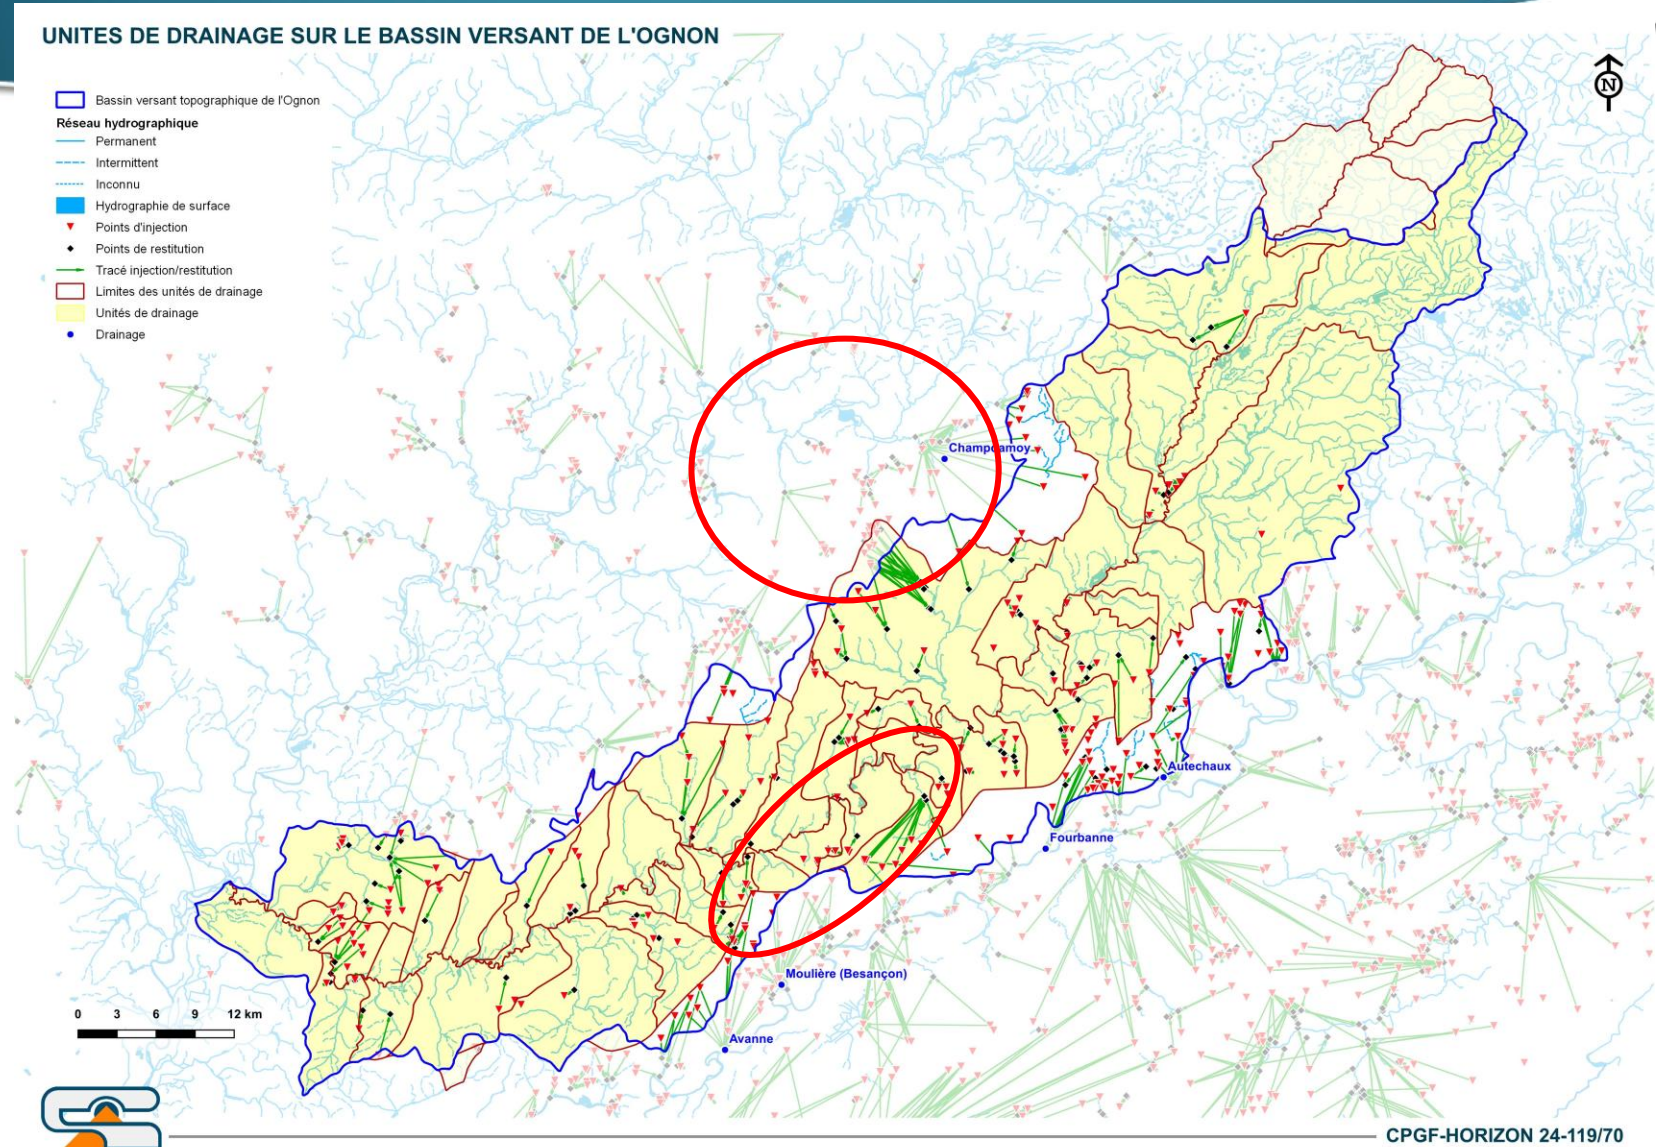 UNITES DE DRAINAGE SUR LE BASSIN VERSANT DE L'OGNON
N
Bassin versant topographique de l'Ognon
Réseau hydrographique
Permanent
Intermittent
Inconnu
Hydrographie de surface
Points d'injection
Points de restitution
Tracé injection/restitution
Limites des unités de drainage
Unités de drainage
Drainage
Champdamoy
Autechaux
Fourbanne
Moulière (Besançon)
Avanne
0 3 6 9 12 km
CPGF-HORIZON 24-119/70